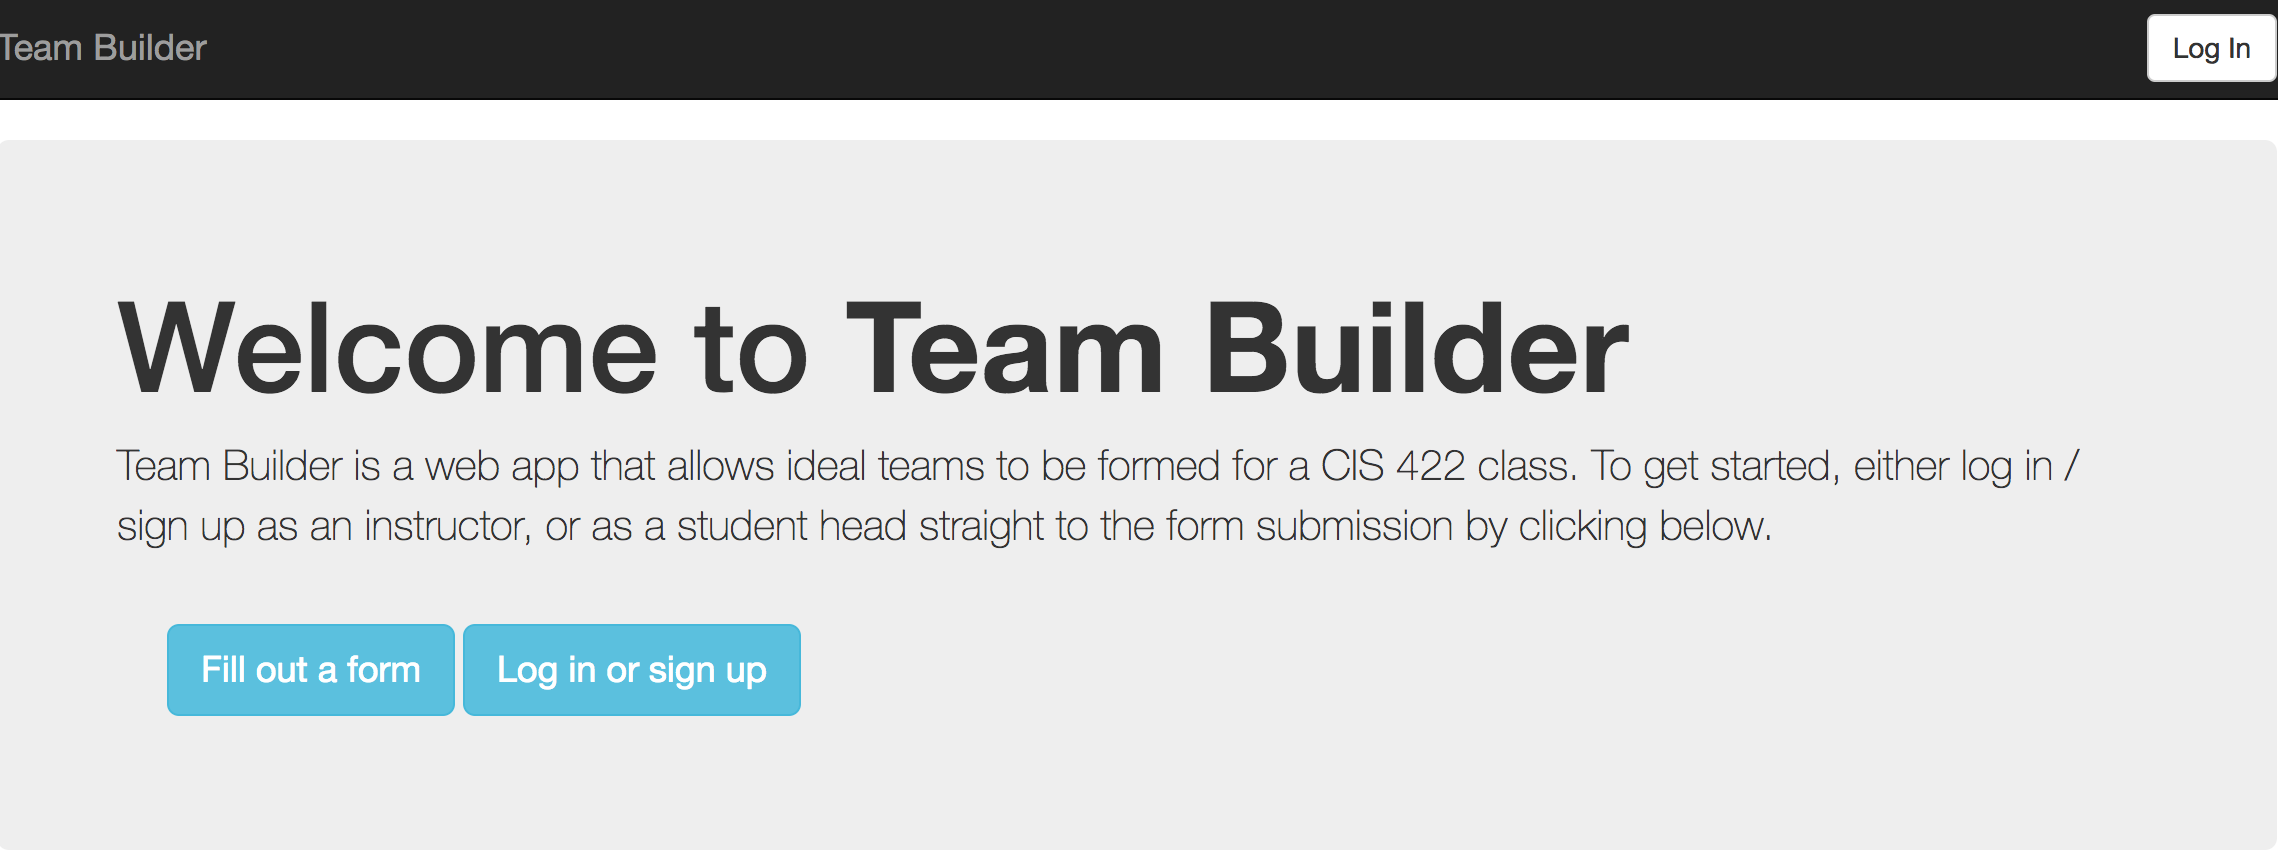 Team Builder
Log In
Welcome to Team Builder
Team Builder is a web app that allows ideal teams to be formed for a CIS 422 class. To get started, either log in /
sign up as an instructor, or as a student head straight to the form submission by clicking below.
Fill out a form
Log in or sign up